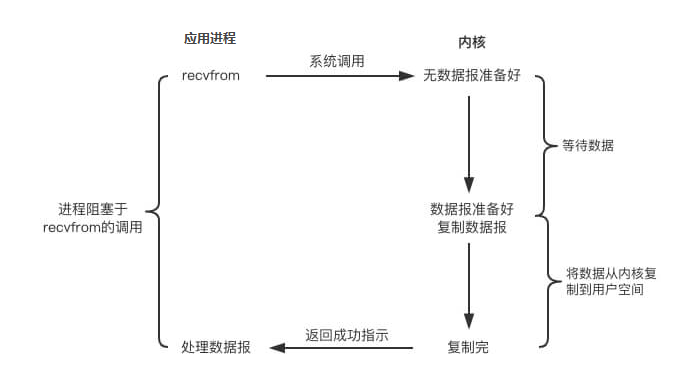 应用进程
内核
系统调用
recvfrom
无数据报准备好
等待数据
进程阻塞于
recvfrom的调用
数据报准备好
复制数据报
将数据从内核复
制到用户空间
返回成功指示
处理数据报
复制完